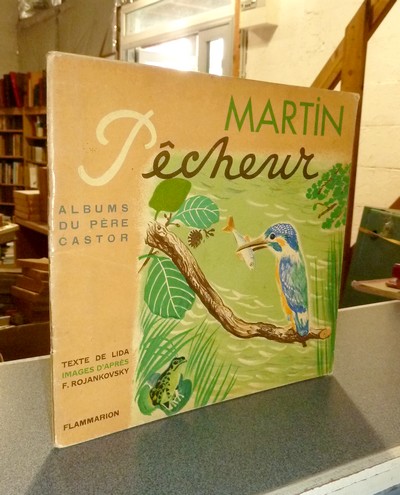 MARTIN
Pêcheur
ALBUMS
DU PÈRE
CASTOR
TEXTE DE LIDA
IMAGES D'APRÈS
F. ROJANKOVSKY
FLAMMARION